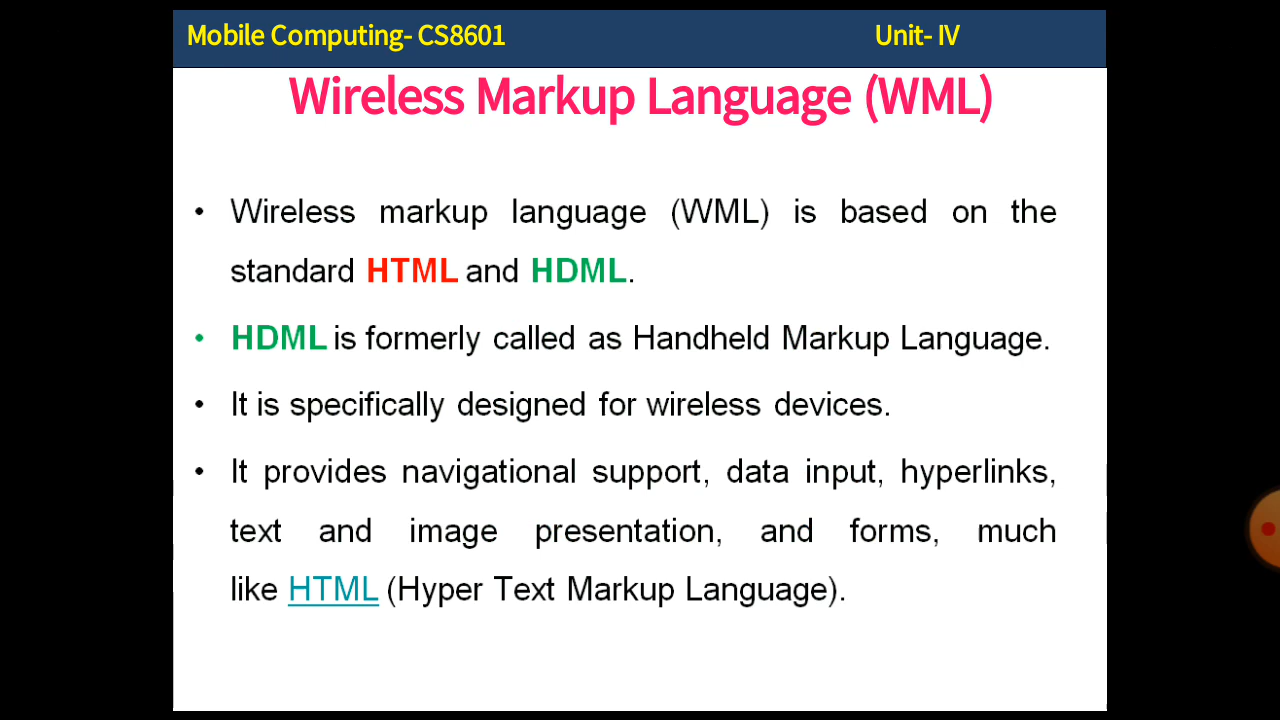 Mobile Computing- CS8601 Unit- IV
Wireless Markup Language (WML)
• Wireless markup language (WML) is based on the
standard HTML and HDML.
• HDML is formerly called as Handheld Markup Language.
• It is specifically designed for wireless devices.
• It provides navigational support, data input, hyperlinks,
text and image presentation, and forms, much
like HTML (Hyper Text Markup Language).